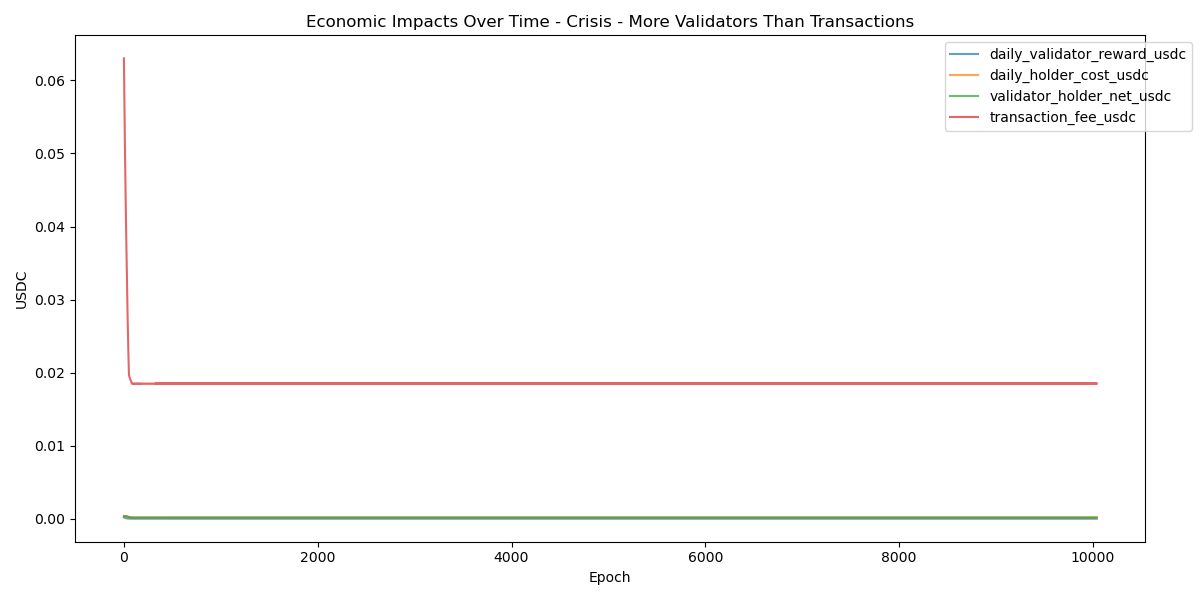 Economic Impacts Over Time - Crisis - More Validators Than Transactions
daily_validator_reward_usdc
daily_holder_cost_usdc
validator_holder_net_usdc
transaction_fee_usdc
USDC
0.06
0.05
0.04
0.03
0.02
0.01
0.00
0 2000 4000 6000 8000 10000
Epoch